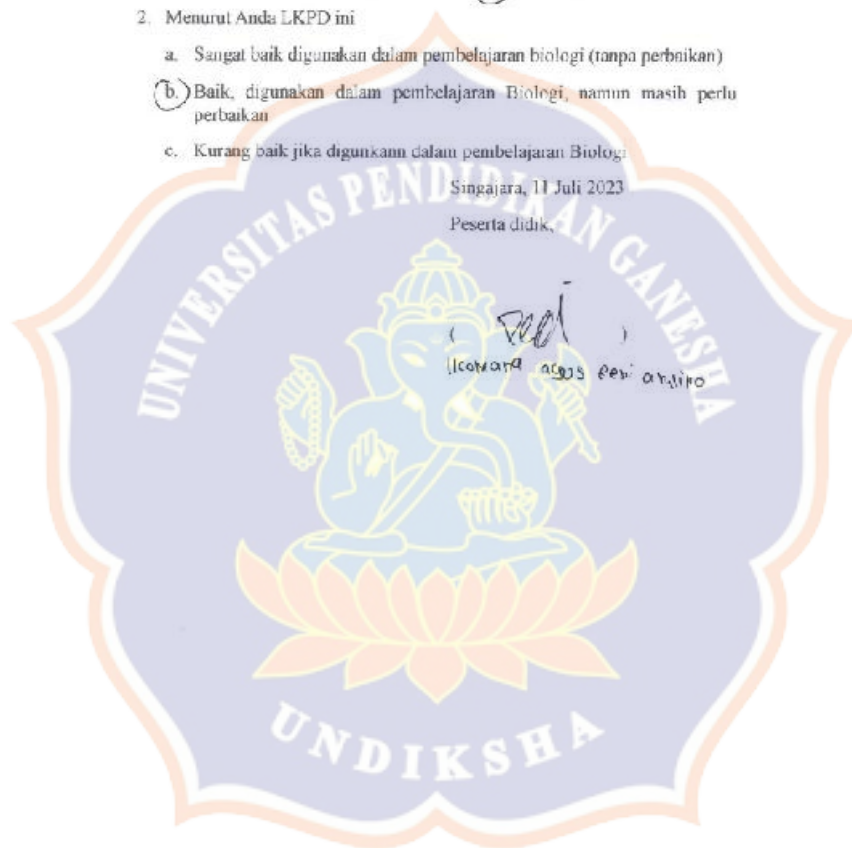 2. Menurut Anda LKPD ini
a. Sangat baik digunakan dalam pembelajaran biologi (tanpa perbaikan)
b. Baik, digunakan dalam pembelajaran Biologi, namun masih perlu
perbaikan
c. Kurang baik jika digunkann dalam pembelajaran Biologi
Singajara, 11 Juli 2023
Peserta didik,
( )
agus
UNIVERSITAS PENDIDIKAN GANESHA
UNDIKSHA